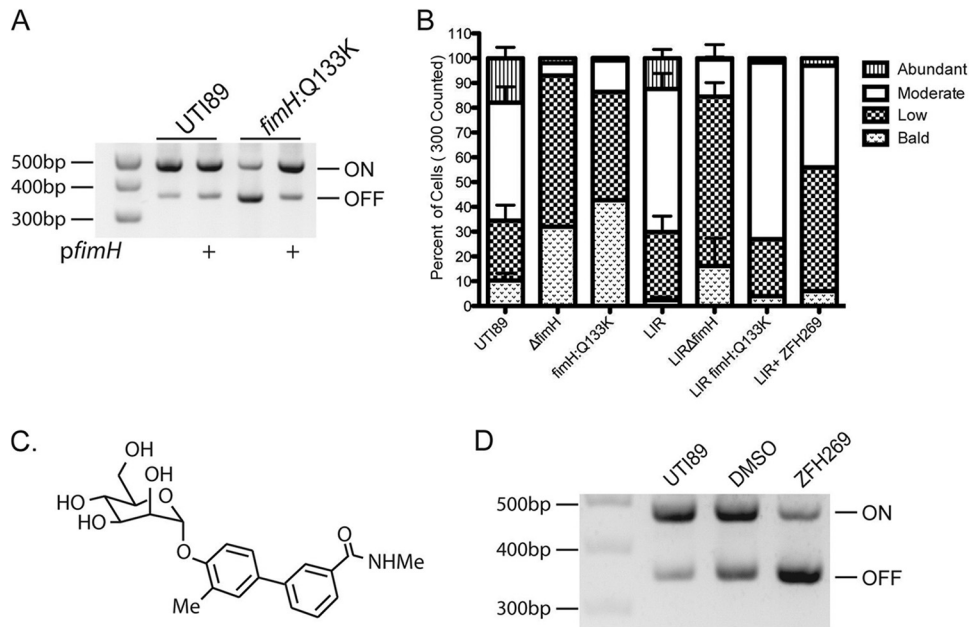 A
UTI89
fimH:Q133K
500bp
400bp
300bp
ON
OFF
pfimH + +
B
Percent of Cells ( 300 Counted)
110
100
90
80
70
60
50
40
30
20
10
0
UTI89
ΔfimH
fimH:Q133K
LIR
LIRΔfimH
LIR fimH:Q133K
LIR+ ZFH269
Abundant
Moderate
Low
Bald
C.
OH
OH
HO
HO
O
O
Me
O
NHMe
D
UTI89
DMSO
ZFH269
500bp
400bp
300bp
ON
OFF